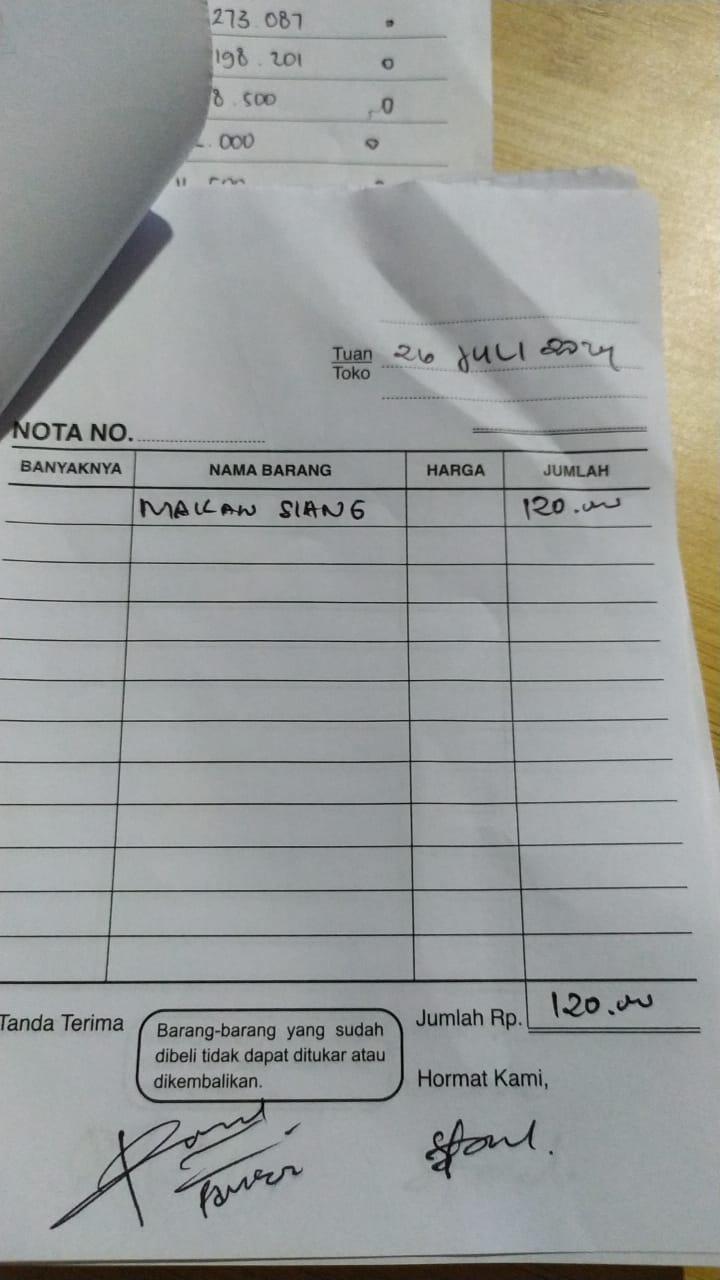 273.087
198.201
8.500
.000
Tuan
Toko
26 JULI 2024
NOTA NO.
BANYAKNYA NAMA BARANG HARGA JUMLAH
MAKAN SIANG 120.000
Tanda Terima
Barang-barang yang sudah
dibeli tidak dapat ditukar atau
dikembalikan.
Jumlah Rp. 120.000
Hormat Kami,